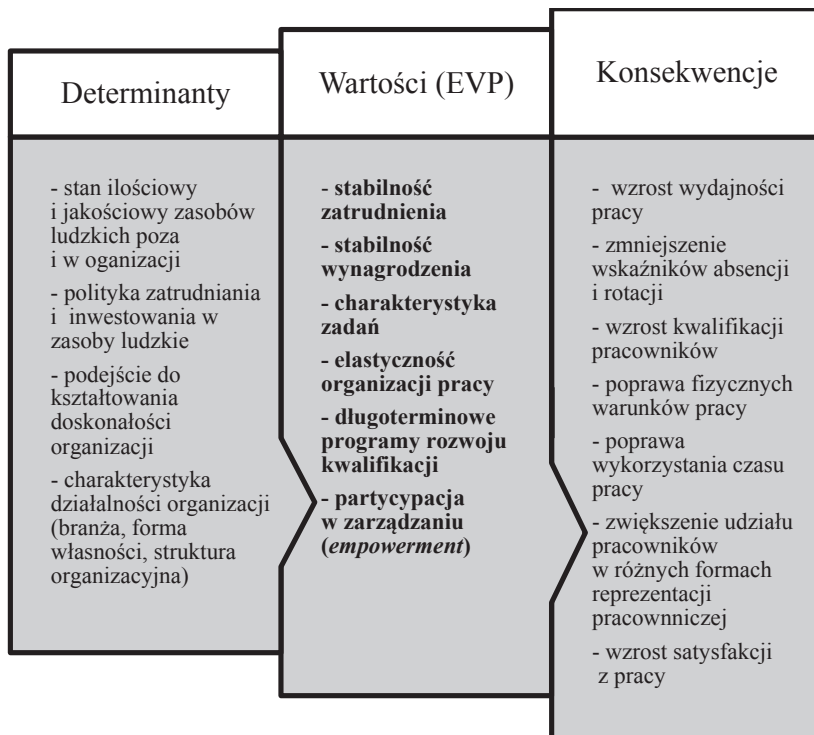 Determinanty
- stan ilościowy
i jakościowy zasobów
ludzkich poza
i w oganizacji
- polityka zatrudniania
i inwestowania w
zasoby ludzkie
- podejście do
kształtowania
doskonałości
organizacji
- charakterystyka
działalności organizacji
(branża, forma
własności, struktura
organizacyjna)
Wartości (EVP)
- stabilność
zatrudnienia
- stabilność
wynagrodzenia
- charakterystyka
zadań
- elastyczność
organizacji pracy
- długoterminowe
programy rozwoju
kwalifikacji
- partycypacja
w zarządzaniu
(empowerment)
Konsekwencje
- wzrost wydajności
pracy
- zmniejszenie
wskaźników absencji
i rotacji
- wzrost kwalifikacji
pracowników
- poprawa fizycznych
warunków pracy
- poprawa
wykorzystania czasu
pracy
- zwiększenie udziału
pracowników
w różnych formach
reprezentacji
pracownniczej
- wzrost satysfakcji
z pracy